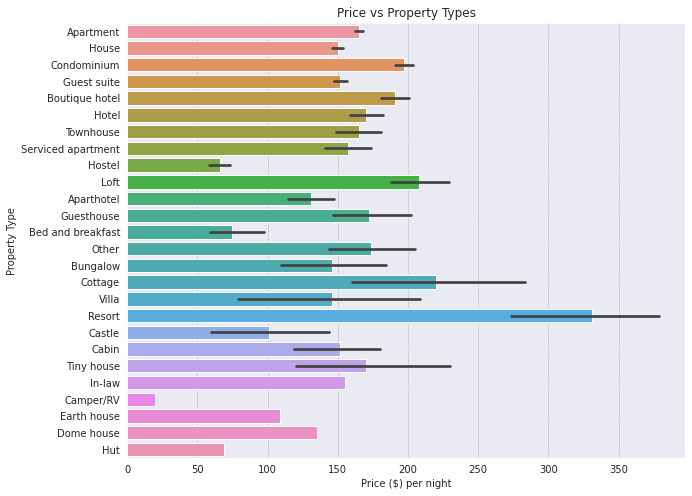 Price vs Property Types
Apartment
House
Condominium
Guest suite
Boutique hotel
Hotel
Townhouse
Serviced apartment
Hostel
Loft
Aparthotel
Guesthouse
Bed and breakfast
Other
Bungalow
Cottage
Villa
Resort
Castle
Cabin
Tiny house
In-law
Camper/RV
Earth house
Dome house
Hut
Property Type
0 50 100 150 200 250 300 350
Price ($) per night